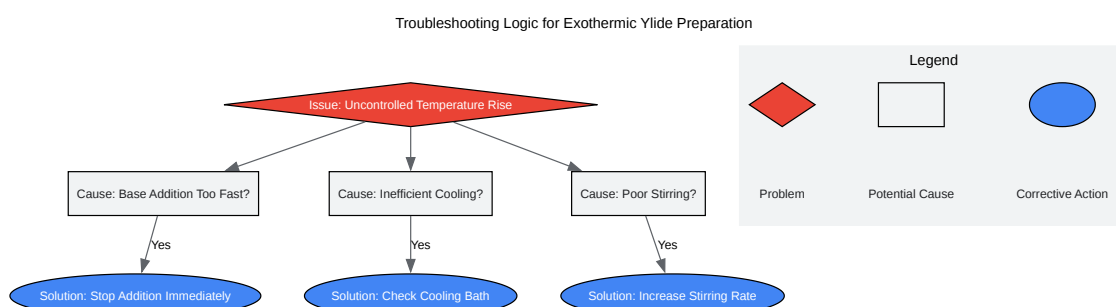 Troubleshooting Logic for Exothermic Ylide Preparation
Legend
Issue: Uncontrolled Temperature Rise
Problem
Potential Cause
Corrective Action
Cause: Base Addition Too Fast?
Cause: Inefficient Cooling?
Cause: Poor Stirring?
Yes
Yes
Yes
Solution: Stop Addition Immediately
Solution: Check Cooling Bath
Solution: Increase Stirring Rate